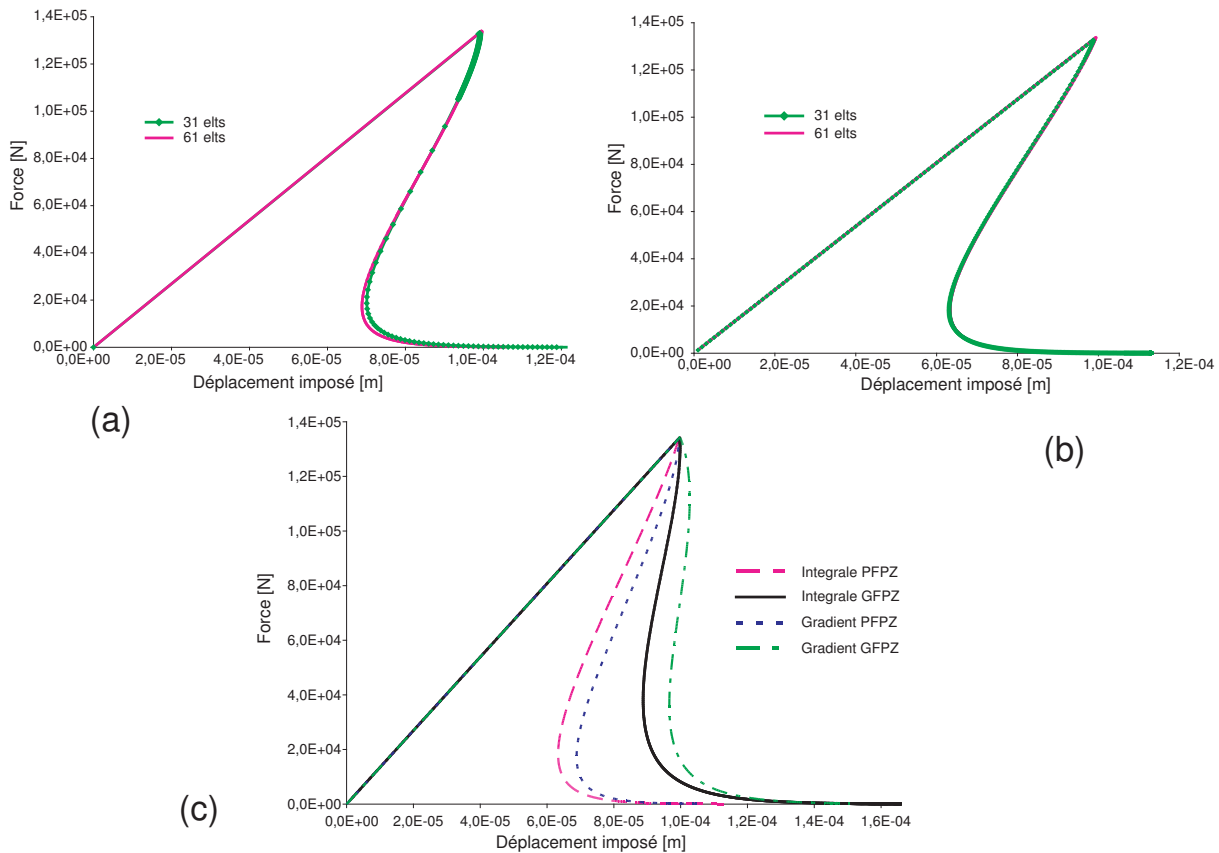 1,4E+05
1,2E+05
1,0E+05
8,0E+04
6,0E+04
4,0E+04
2,0E+04
0,0E+00
Force [N]
31 elts
61 elts
0,0E+00 2,0E-05 4,0E-05 6,0E-05 8,0E-05 1,0E-04 1,2E-04
Déplacement imposé [m]
(a)
1,4E+05
1,2E+05
1,0E+05
8,0E+04
6,0E+04
4,0E+04
2,0E+04
0,0E+00
Force [N]
31 elts
61 elts
0,0E+00 2,0E-05 4,0E-05 6,0E-05 8,0E-05 1,0E-04 1,2E-04
Déplacement imposé [m]
(b)
1,4E+05
1,2E+05
1,0E+05
8,0E+04
6,0E+04
4,0E+04
2,0E+04
0,0E+00
Force [N]
Integrale PFPZ
Integrale GFPZ
Gradient PFPZ
Gradient GFPZ
0,0E+00 2,0E-05 4,0E-05 6,0E-05 8,0E-05 1,0E-04 1,2E-04 1,4E-04 1,6E-04
Déplacement imposé [m]
(c)